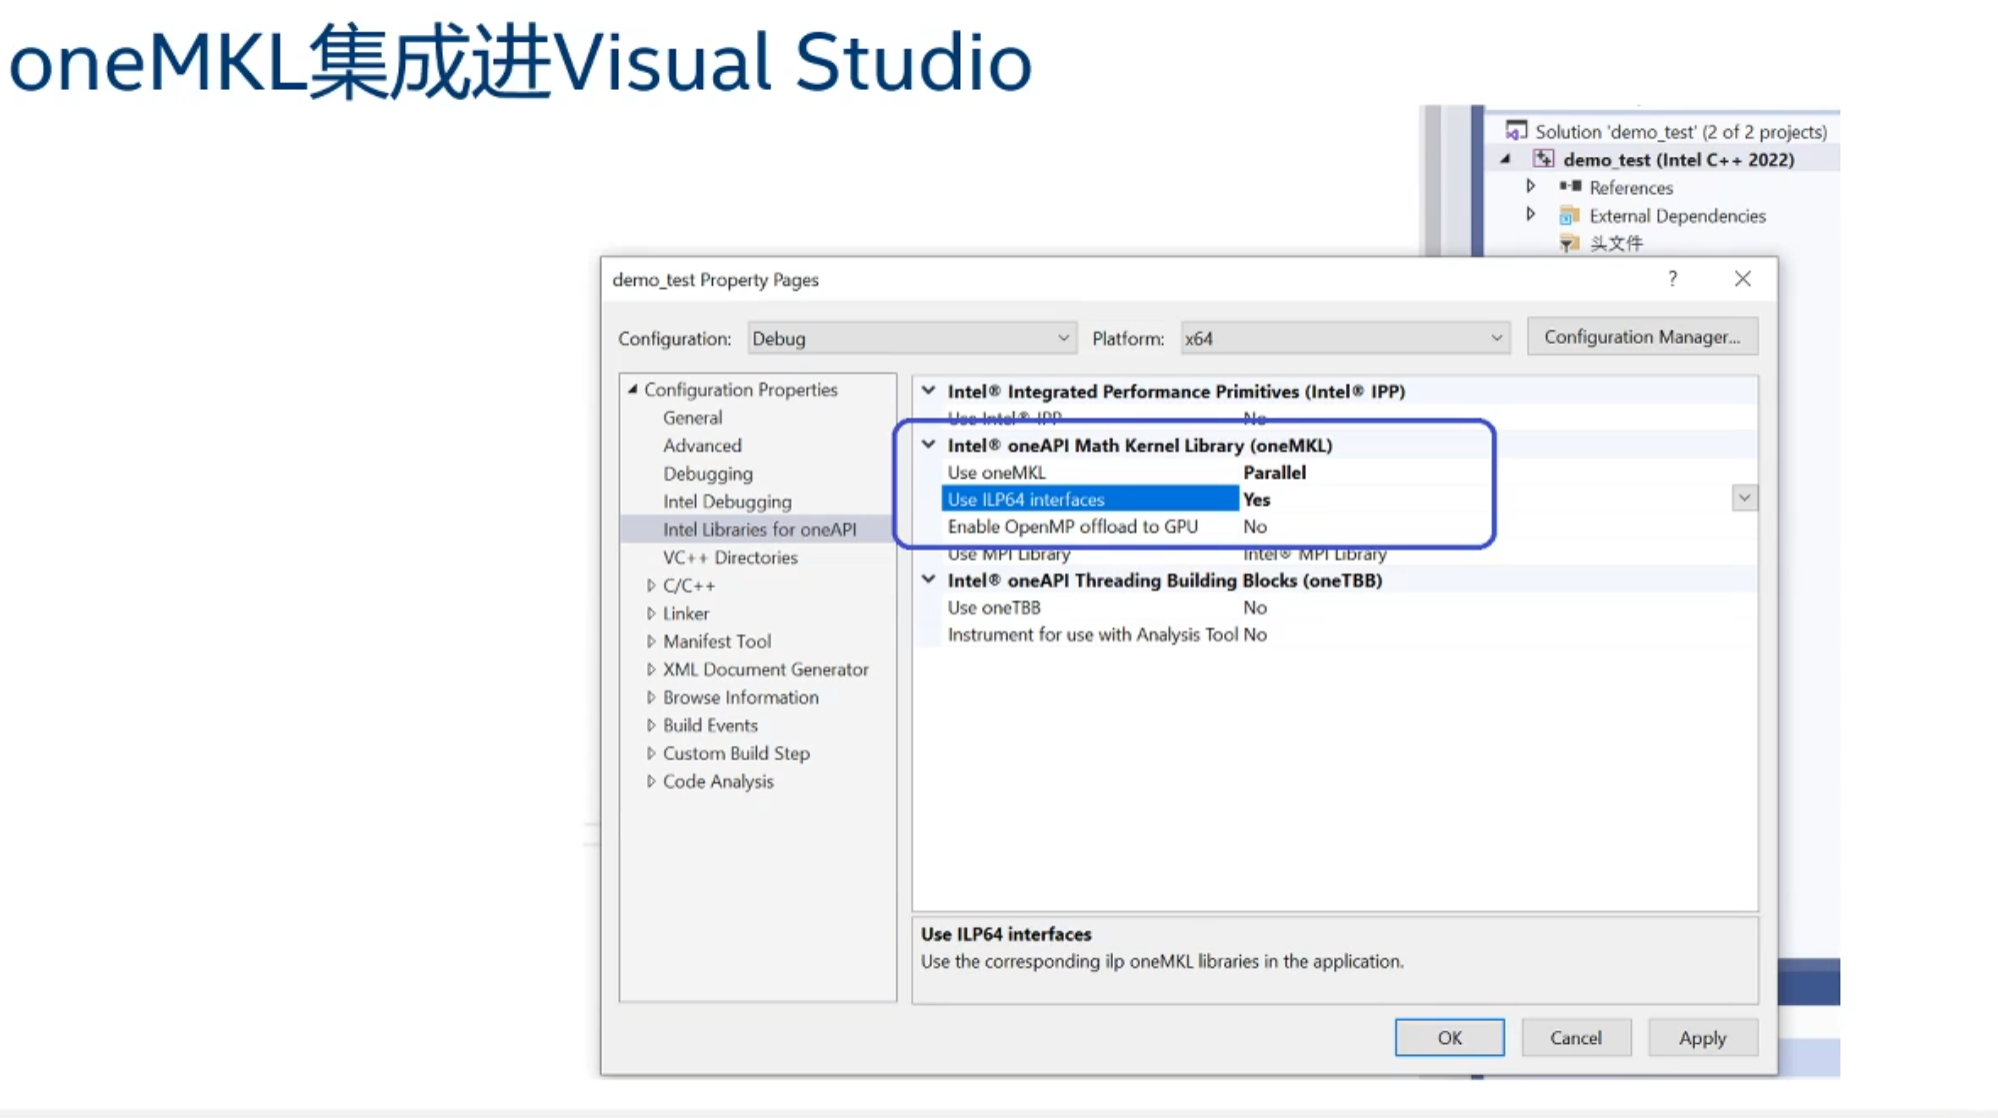 oneMKL集成进Visual Studio
Solution 'demo_test' (2 of 2 projects)
demo_test (Intel C++ 2022)
References
External Dependencies
头文件
demo_test Property Pages
?
Configuration: Debug Platform: x64 Configuration Manager...
Configuration Properties
General
Advanced
Debugging
Intel Debugging
Intel Libraries for oneAPI
VC++ Directories
C/C++
Linker
Manifest Tool
XML Document Generator
Browse Information
Build Events
Custom Build Step
Code Analysis
Intel® Integrated Performance Primitives (Intel® IPP)
Use Intel® IPP No
Intel® oneAPI Math Kernel Library (oneMKL)
Use oneMKL Parallel
Use ILP64 interfaces Yes
Enable OpenMP offload to GPU No
Use MPI Library Intel® MPI Library
Intel® oneAPI Threading Building Blocks (oneTBB)
Use oneTBB No
Instrument for use with Analysis Tool No
Use ILP64 interfaces
Use the corresponding ilp oneMKL libraries in the application.
OK Cancel Apply